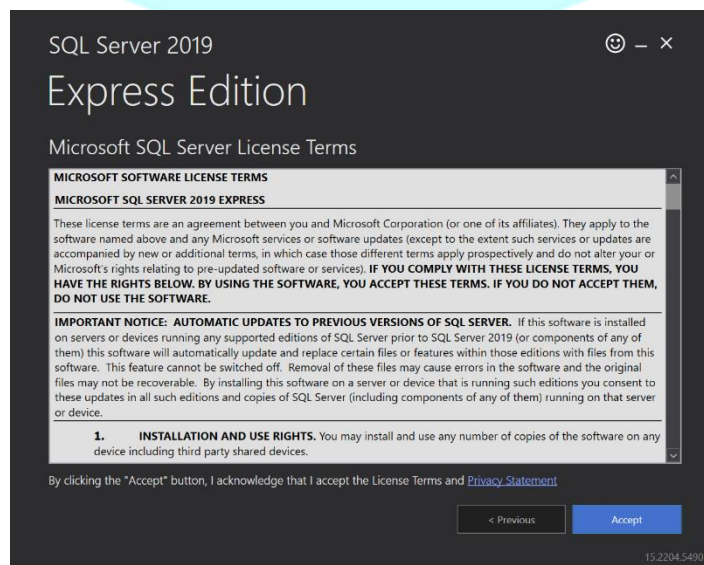 SQL Server 2019
Express Edition
Microsoft SQL Server License Terms
MICROSOFT SOFTWARE LICENSE TERMS
MICROSOFT SQL SERVER 2019 EXPRESS
These license terms are an agreement between you and Microsoft Corporation (or one of its affiliates). They apply to the
software named above and any Microsoft services or software updates (except to the extent such services or updates are
accompanied by new or additional terms, in which case those different terms apply prospectively and do not alter your or
Microsoft's rights relating to pre-updated software or services). IF YOU COMPLY WITH THESE LICENSE TERMS, YOU
HAVE THE RIGHTS BELOW. BY USING THE SOFTWARE, YOU ACCEPT THESE TERMS. IF YOU DO NOT ACCEPT THEM,
DO NOT USE THE SOFTWARE.
IMPORTANT NOTICE: AUTOMATIC UPDATES TO PREVIOUS VERSIONS OF SQL SERVER. If this software is installed
on servers or devices running any supported editions of SQL Server prior to SQL Server 2019 (or components of any of
them) this software will automatically update and replace certain files or features within those editions with files from this
software. This feature cannot be switched off. Removal of these files may cause errors in the software and the original
files may not be recoverable. By installing this software on a server or device that is running such editions you consent to
these updates in all such editions and copies of SQL Server (including components of any of them) running on that server
or device.
1. INSTALLATION AND USE RIGHTS. You may install and use any number of copies of the software on any
device including third party shared devices.
By clicking the "Accept" button, I acknowledge that I accept the License Terms and Privacy Statement
< Previous
Accept
15.2204.5490